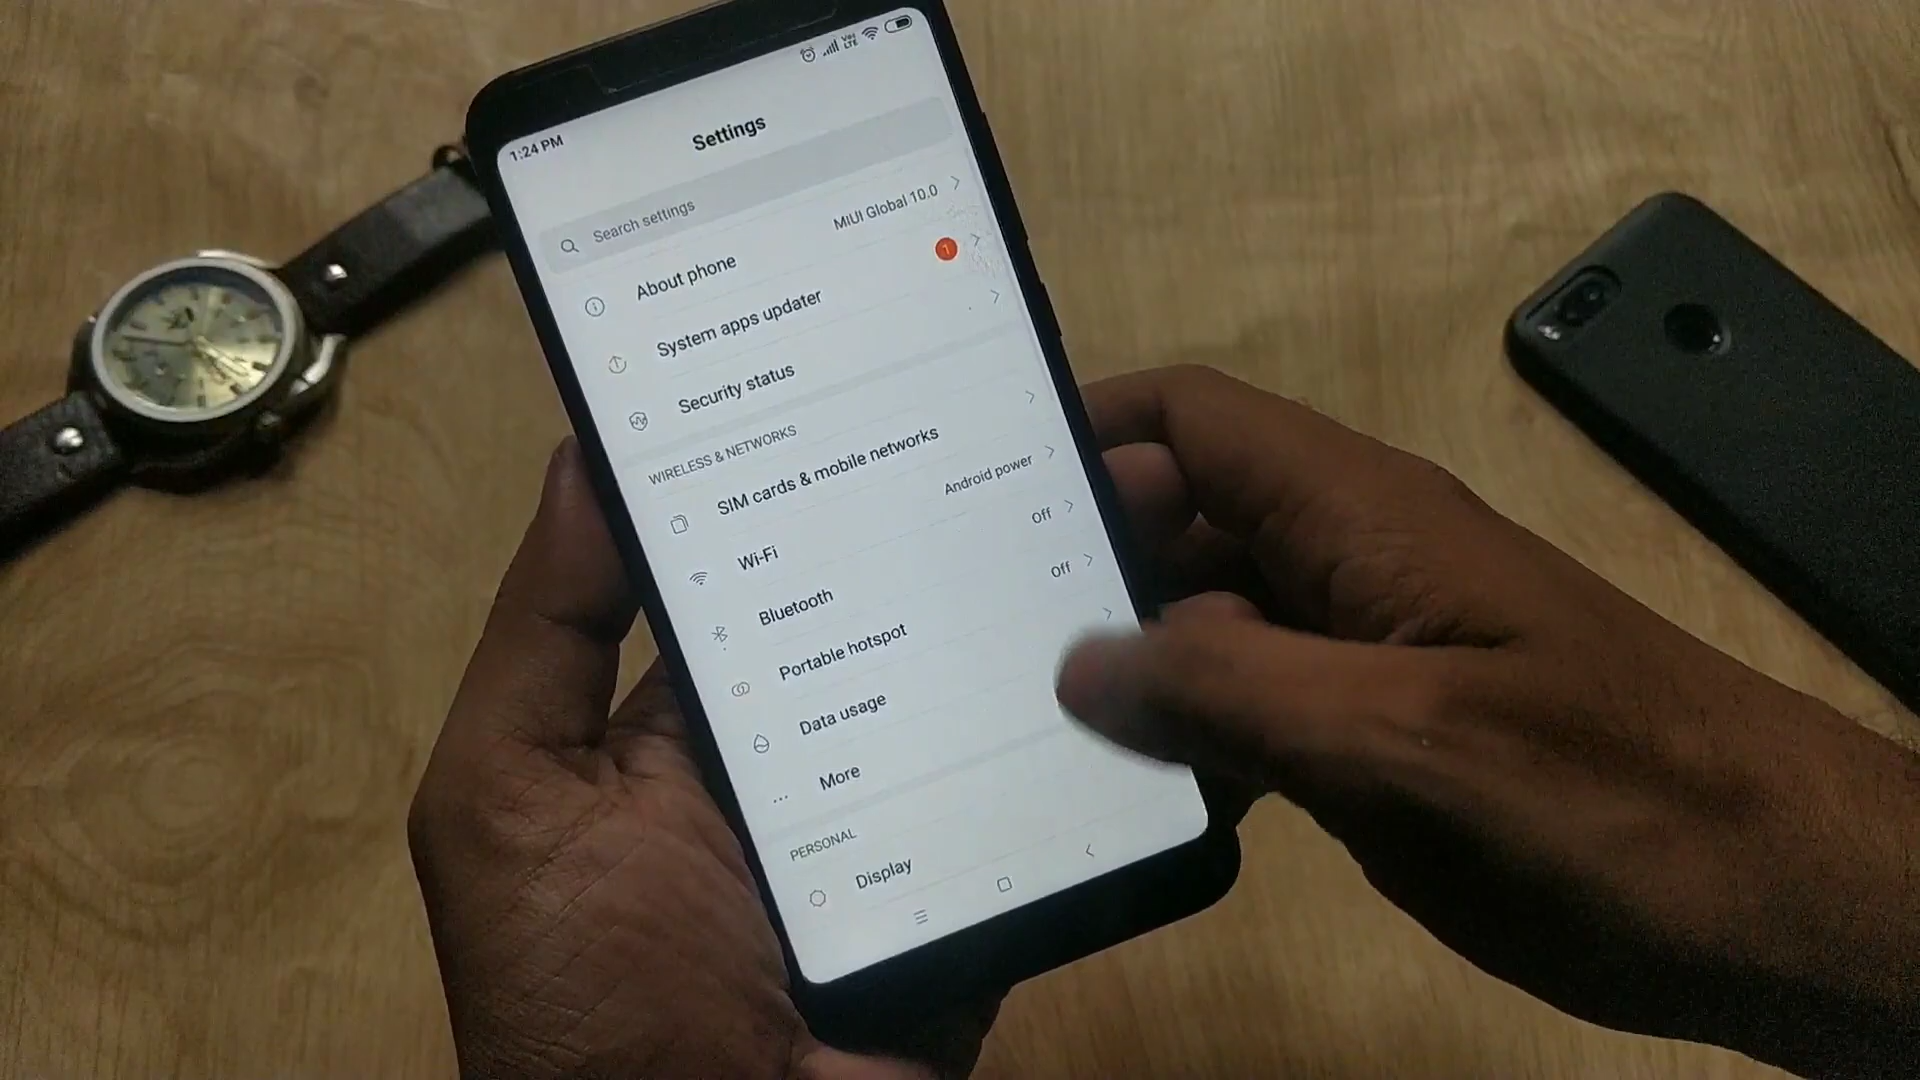 VoLTE
1:24 PM
Settings
Search settings
About phone MIUI Global 10.0
System apps updater 1
Security status
WIRELESS & NETWORKS
SIM cards & mobile networks
Wi-Fi Android power
Bluetooth Off
Portable hotspot Off
Data usage
More
PERSONAL
Display